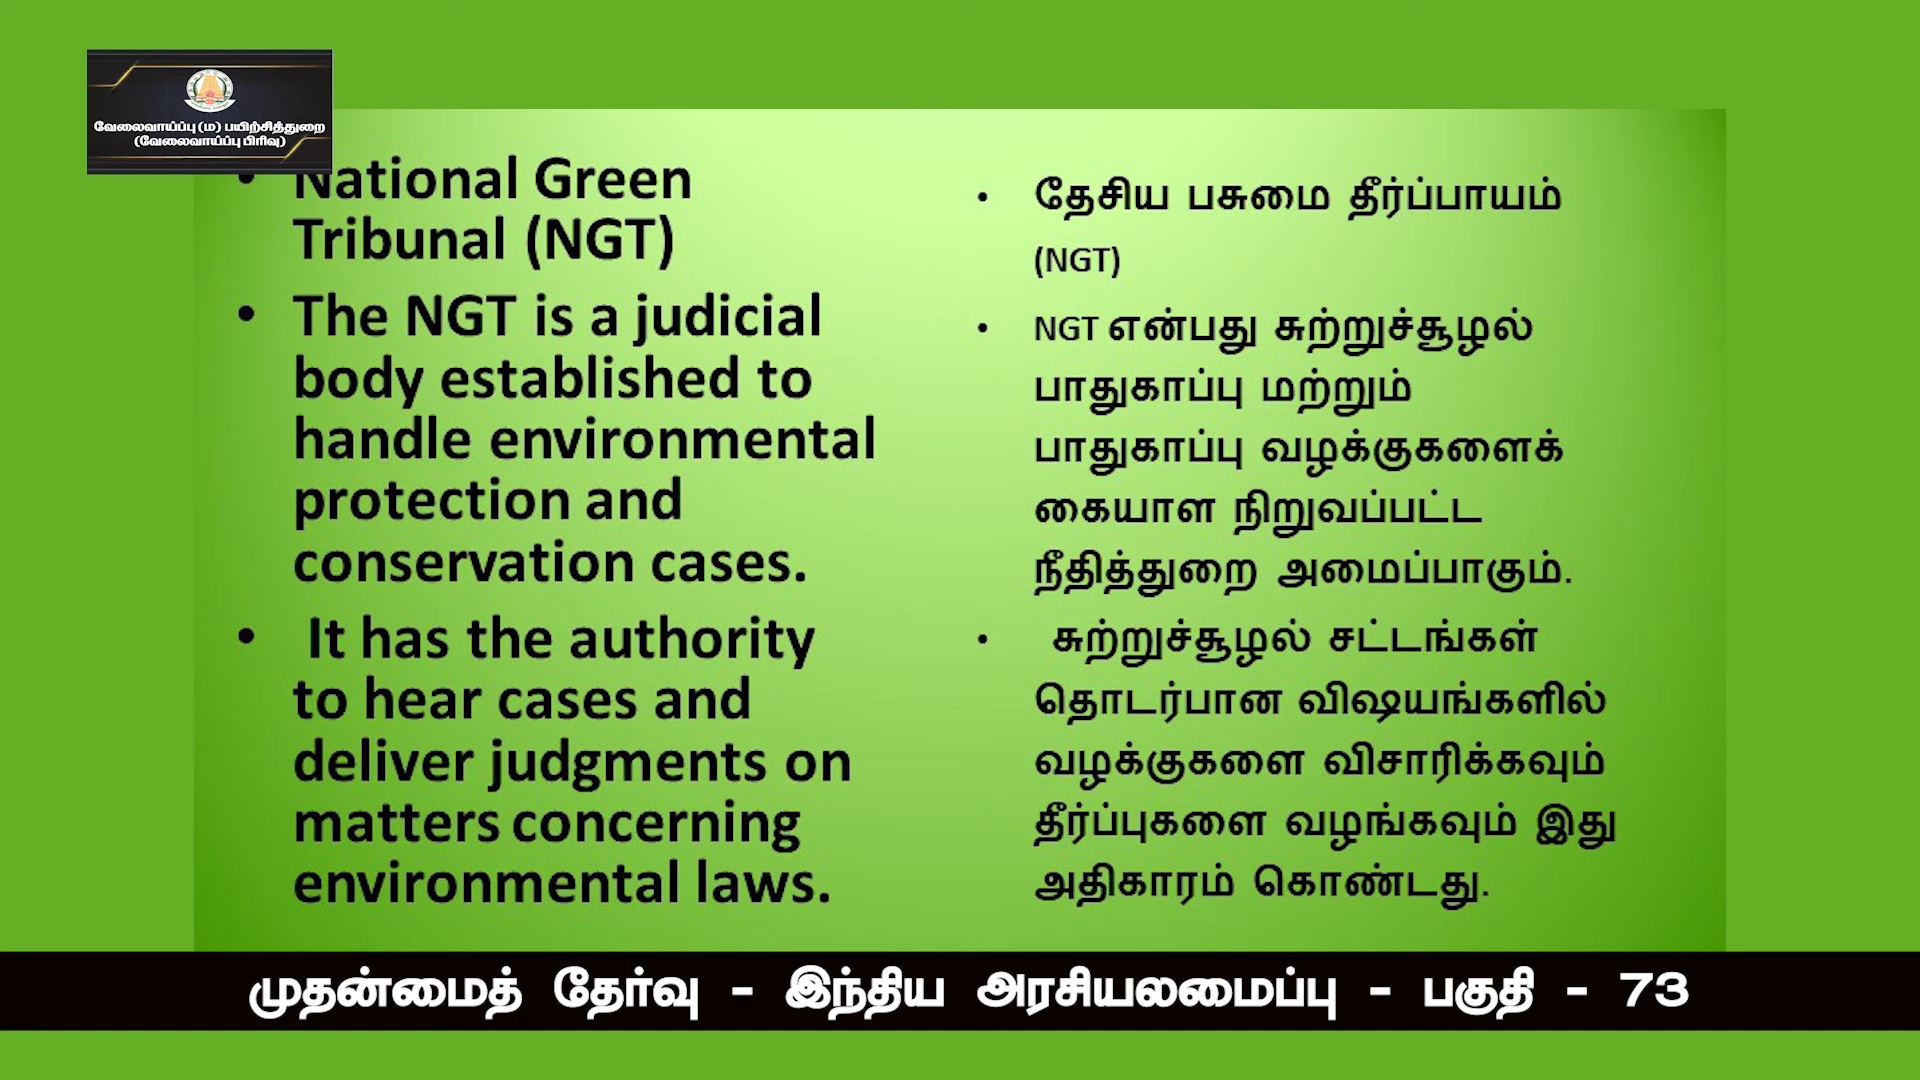 வேலைவாய்ப்பு (ம) பயிற்சித்துறை
(வேலைவாய்ப்பு பிரிவு)
• National Green
Tribunal (NGT)
• The NGT is a judicial
body established to
handle environmental
protection and
conservation cases.
• It has the authority
to hear cases and
deliver judgments on
matters concerning
environmental laws.
• தேசிய பசுமை தீர்ப்பாயம்
(NGT)
• NGT என்பது சுற்றுச்சூழல்
பாதுகாப்பு மற்றும்
பாதுகாப்பு வழக்குகளைக்
கையாள நிறுவப்பட்ட
நீதித்துறை அமைப்பாகும்.
• சுற்றுச்சூழல் சட்டங்கள்
தொடர்பான விஷயங்களில்
வழக்குகளை விசாரிக்கவும்
தீர்ப்புகளை வழங்கவும் இது
அதிகாரம் கொண்டது.
முதன்மைத் தேர்வு - இந்திய அரசியலமைப்பு - பகுதி - 73